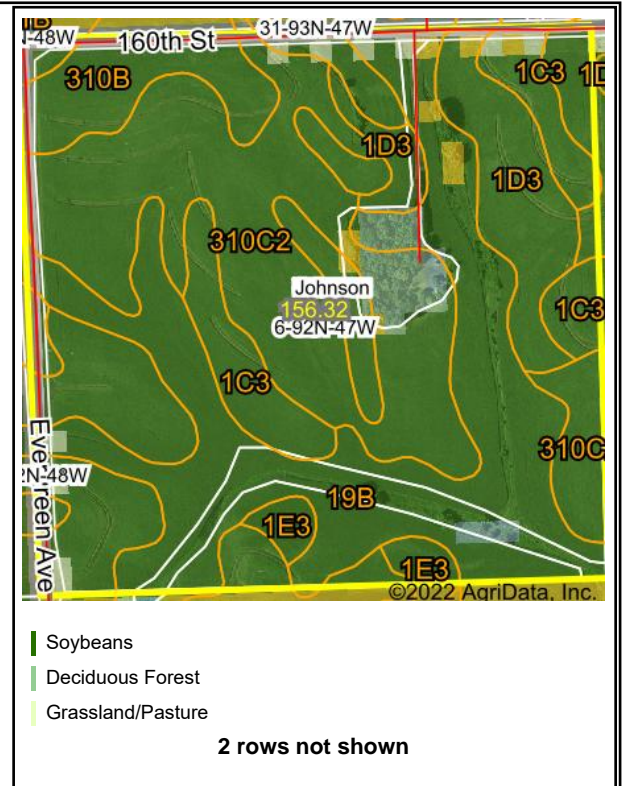 1B
-48W
160th St
31-93N-47W
310B
1C3
1D
1D3
1D3
310C2
Johnson
156.32
6-92N-47W
1C3
1C3
Evergreen Ave
310C
2N-48W
19B
1E3
1E3
©2022 AgriData, Inc.
Soybeans
Deciduous Forest
Grassland/Pasture
2 rows not shown